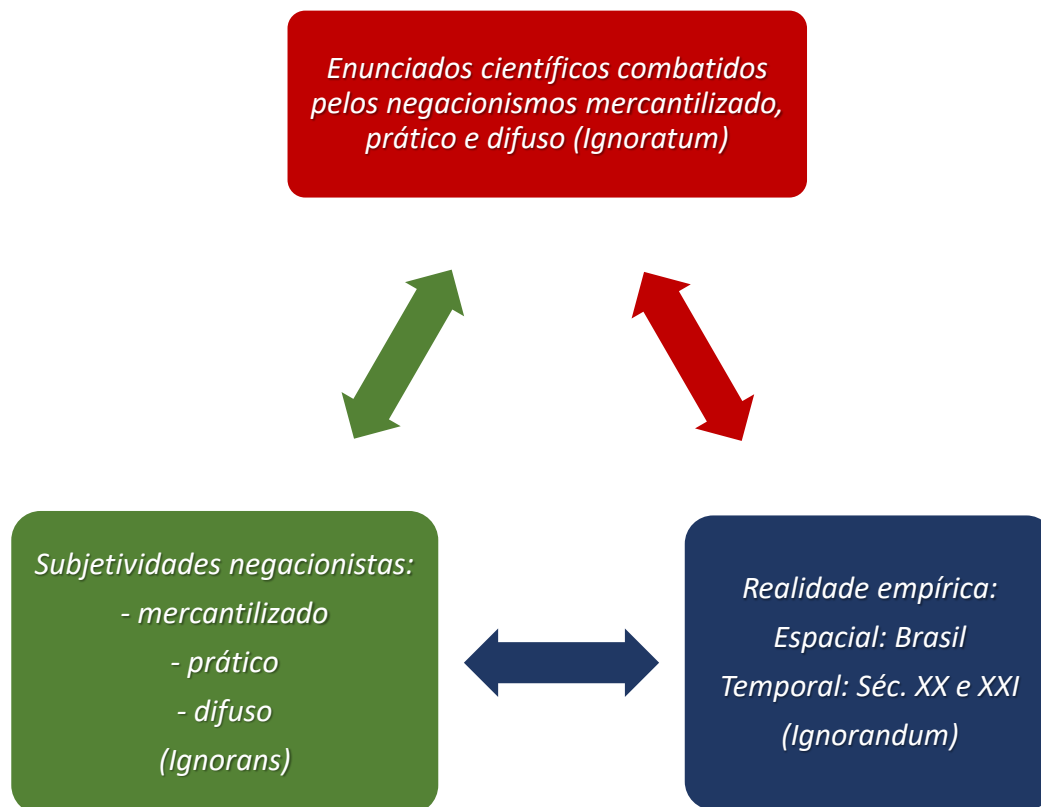 Enunciados científicos combatidos
pelos negacionismos mercantilizado,
prático e difuso (Ignoratum)
Subjetividades negacionistas:
- mercantilizado
- prático
- difuso
(Ignorans)
Realidade empírica:
Espacial: Brasil
Temporal: Séc. XX e XXI
(Ignorandum)